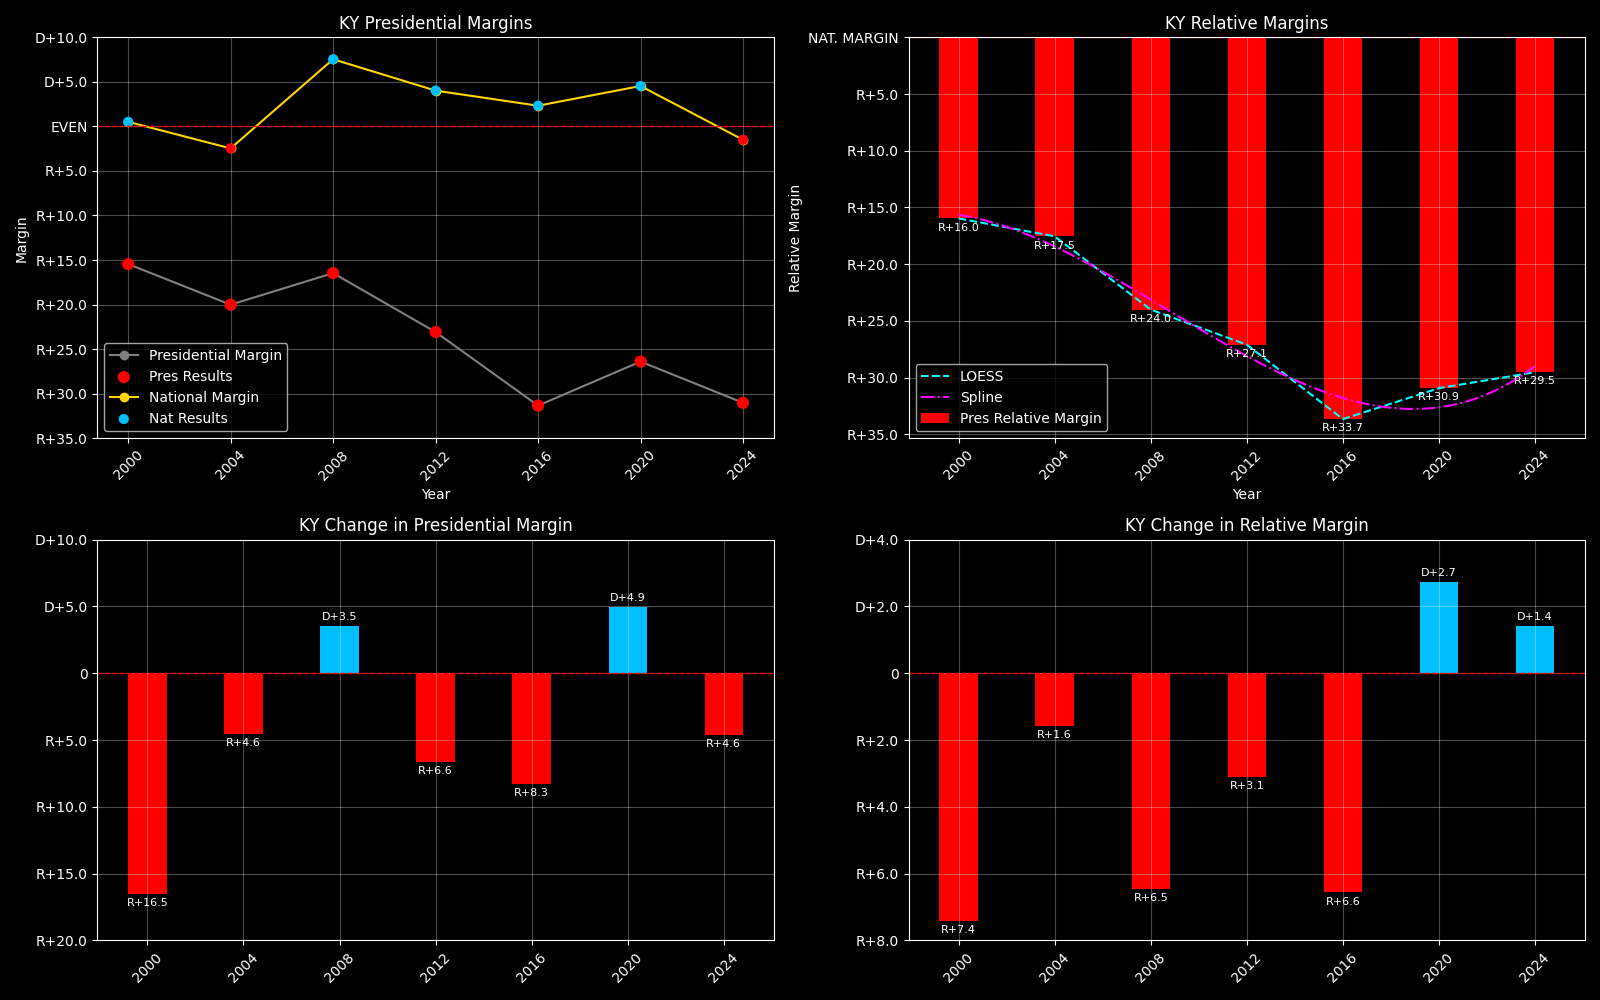 KY Presidential Margins
D+10.0
D+5.0
EVEN
R+5.0
R+10.0
R+15.0
R+20.0
R+25.0
R+30.0
R+35.0
Margin
Presidential Margin
Pres Results
National Margin
Nat Results
2000 2004 2008 2012 2016 2020 2024
Year
KY Relative Margins
NAT. MARGIN
R+5.0
R+10.0
R+15.0
R+20.0
R+25.0
R+30.0
R+35.0
Relative Margin
R+16.0
R+17.5
R+24.0
R+27.1
R+33.7
R+30.9
R+29.5
LOESS
Spline
Pres Relative Margin
2000 2004 2008 2012 2016 2020 2024
Year
KY Change in Presidential Margin
D+10.0
D+5.0
0
R+5.0
R+10.0
R+15.0
R+20.0
R+16.5
R+4.6
D+3.5
R+6.6
R+8.3
D+4.9
R+4.6
2000 2004 2008 2012 2016 2020 2024
KY Change in Relative Margin
D+4.0
D+2.0
0
R+2.0
R+4.0
R+6.0
R+8.0
R+7.4
R+1.6
R+6.5
R+3.1
R+6.6
D+2.7
D+1.4
2000 2004 2008 2012 2016 2020 2024